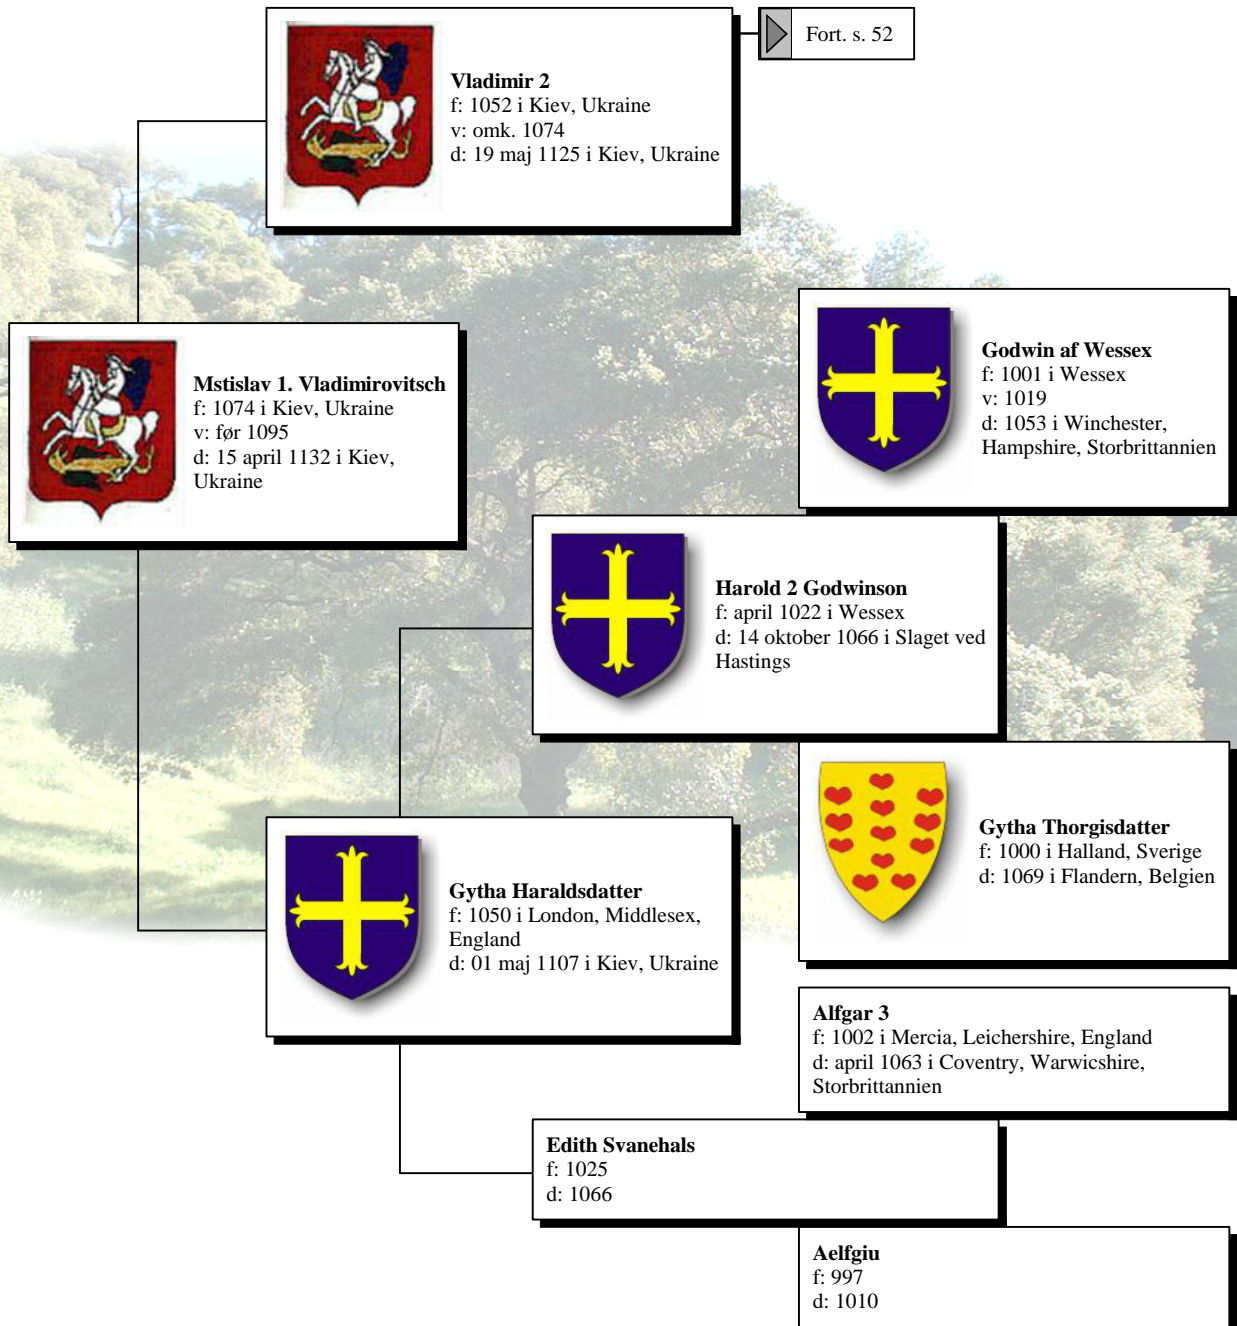 Fort. s. 52
Vladimir 2
f: 1052 i Kiev, Ukraine
v: omk. 1074
d: 19 maj 1125 i Kiev, Ukraine
Mstislav 1. Vladimirovitsch
f: 1074 i Kiev, Ukraine
v: før 1095
d: 15 april 1132 i Kiev,
Ukraine
Godwin af Wessex
f: 1001 i Wessex
v: 1019
d: 1053 i Winchester,
Hampshire, Storbrittannien
Harold 2 Godwinson
f: april 1022 i Wessex
d: 14 oktober 1066 i Slaget ved
Hastings
Gytha Thorgisdatter
f: 1000 i Halland, Sverige
d: 1069 i Flandern, Belgien
Gytha Haraldsdatter
f: 1050 i London, Middlesex,
England
d: 01 maj 1107 i Kiev, Ukraine
Alfgar 3
f: 1002 i Mercia, Leichershire, England
d: april 1063 i Coventry, Warwicshire,
Storbrittannien
Edith Svanehals
f: 1025
d: 1066
Aelfgiu
f: 997
d: 1010